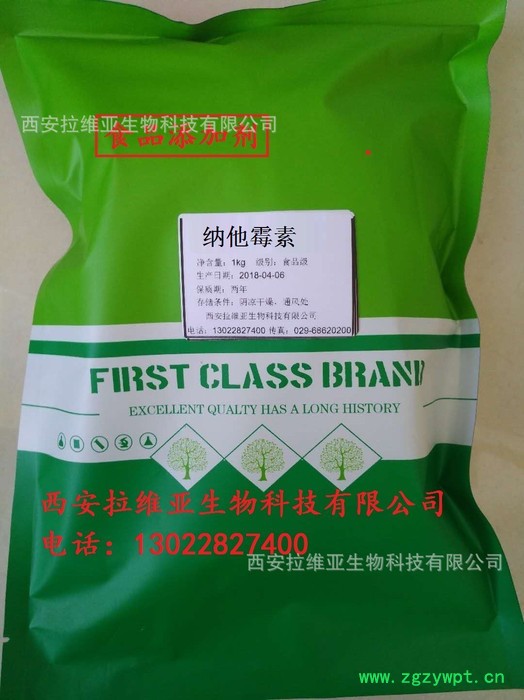 西安拉维亚生物科技有限公司
食品添加剂
纳他霉素
净含量：1kg 级别：食品级
生产日期：2018-04-06
保质期：两年
存储条件：阴凉干燥、通风处
西安拉维亚生物科技有限公司
电话：13022827400 传真：029-68620200
FIRST CLASS BRAND
EXCELLENT QUALTY HAS A LONG HISTORY
西安拉维亚生物科技有限公司
电话：13022827400
西安拉维亚生物科技有限公司
www.zgzywpt.cn